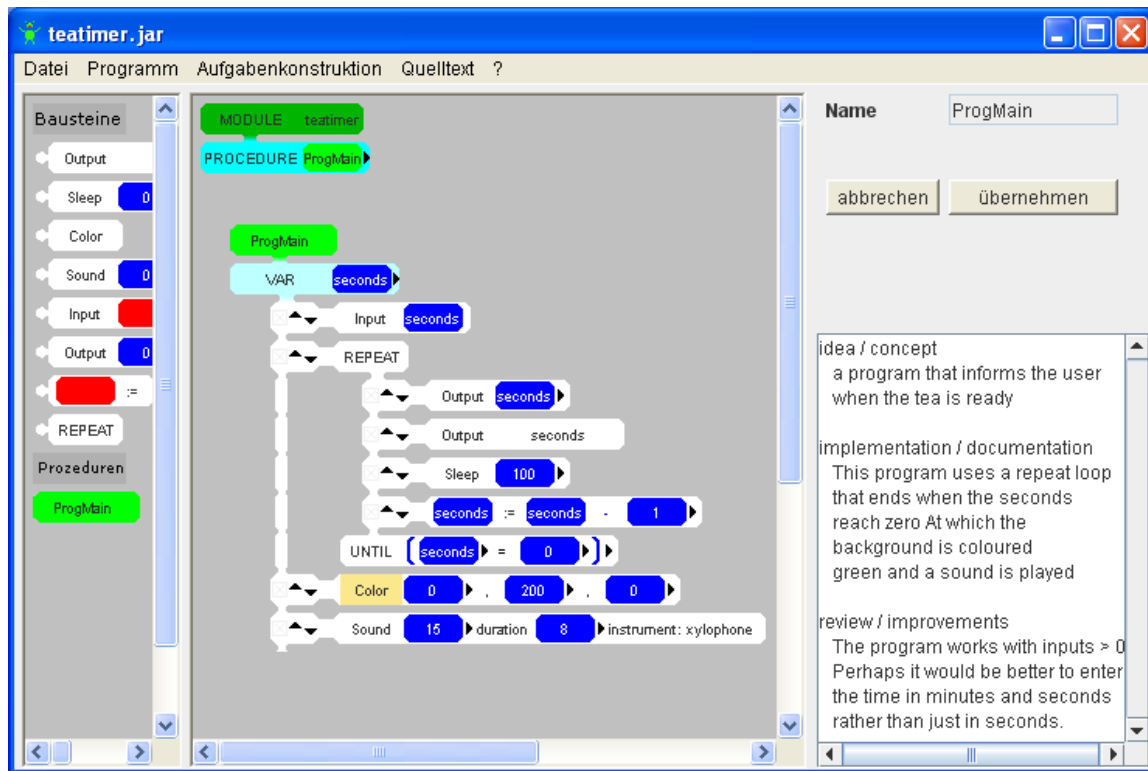 teatimer.jar
Datei Programm Aufgabenkonstruktion Quelltext ?
Bausteine
Output
Sleep 0
Color
Sound 0
Input
Output 0
:=
REPEAT
Prozeduren
ProgMain
MODULE teatimer
PROCEDURE ProgMain
ProgMain
VAR seconds
Input seconds
REPEAT
Output seconds
Output seconds
Sleep 100
seconds := seconds - 1
UNTIL ( seconds = 0 )
Color 0 , 200 , 0
Sound 15 duration 8 instrument: xylophone
Name ProgMain
abbrechen übernehmen
idea / concept
a program that informs the user
when the tea is ready
implementation / documentation
This program uses a repeat loop
that ends when the seconds
reach zero At which the
background is coloured
green and a sound is played
review / improvements
The program works with inputs > 0
Perhaps it would be better to enter
the time in minutes and seconds
rather than just in seconds.